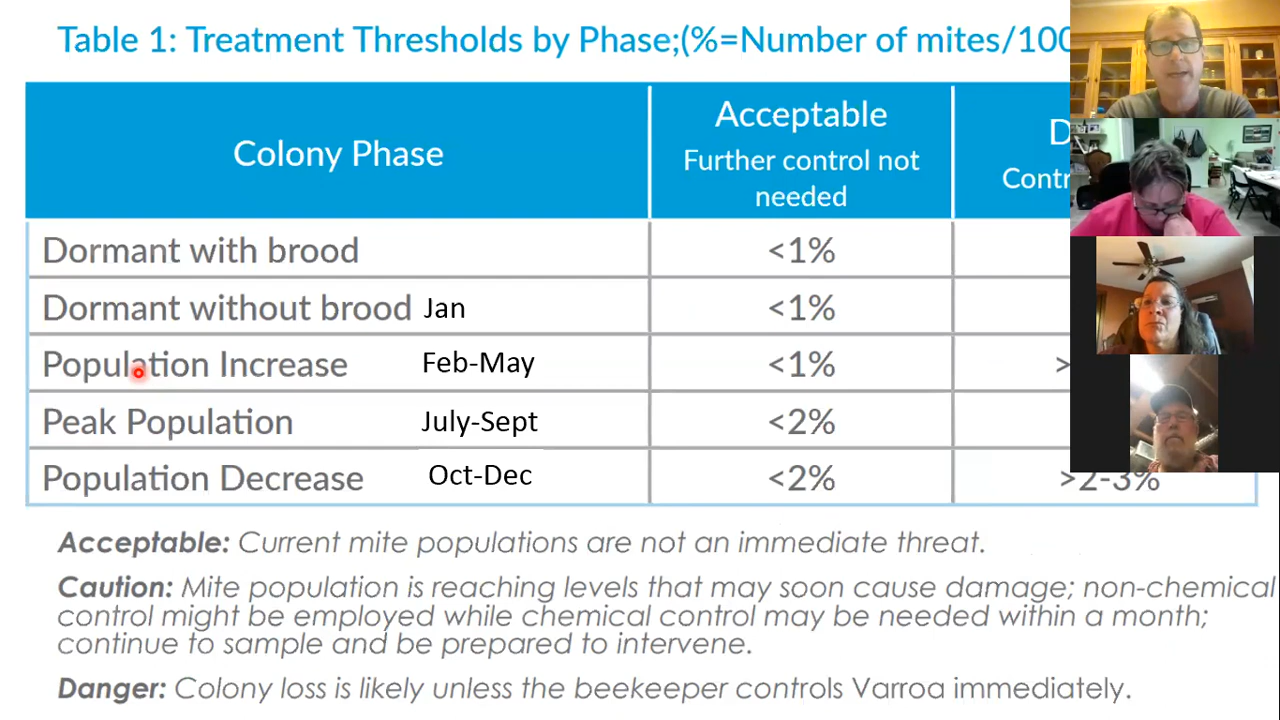 Table 1: Treatment Thresholds by Phase;(%=Number of mites/100
Colony Phase
Acceptable
Further control not
needed
Dormant with brood <1%
Dormant without brood Jan <1%
Population Increase Feb-May <1% >
Peak Population July-Sept <2%
Population Decrease Oct-Dec <2% >2-3%
Acceptable: Current mite populations are not an immediate threat.
Caution: Mite population is reaching levels that may soon cause damage; non-chemical
control might be employed while chemical control may be needed within a month;
continue to sample and be prepared to intervene.
Danger: Colony loss is likely unless the beekeeper controls Varroa immediately.